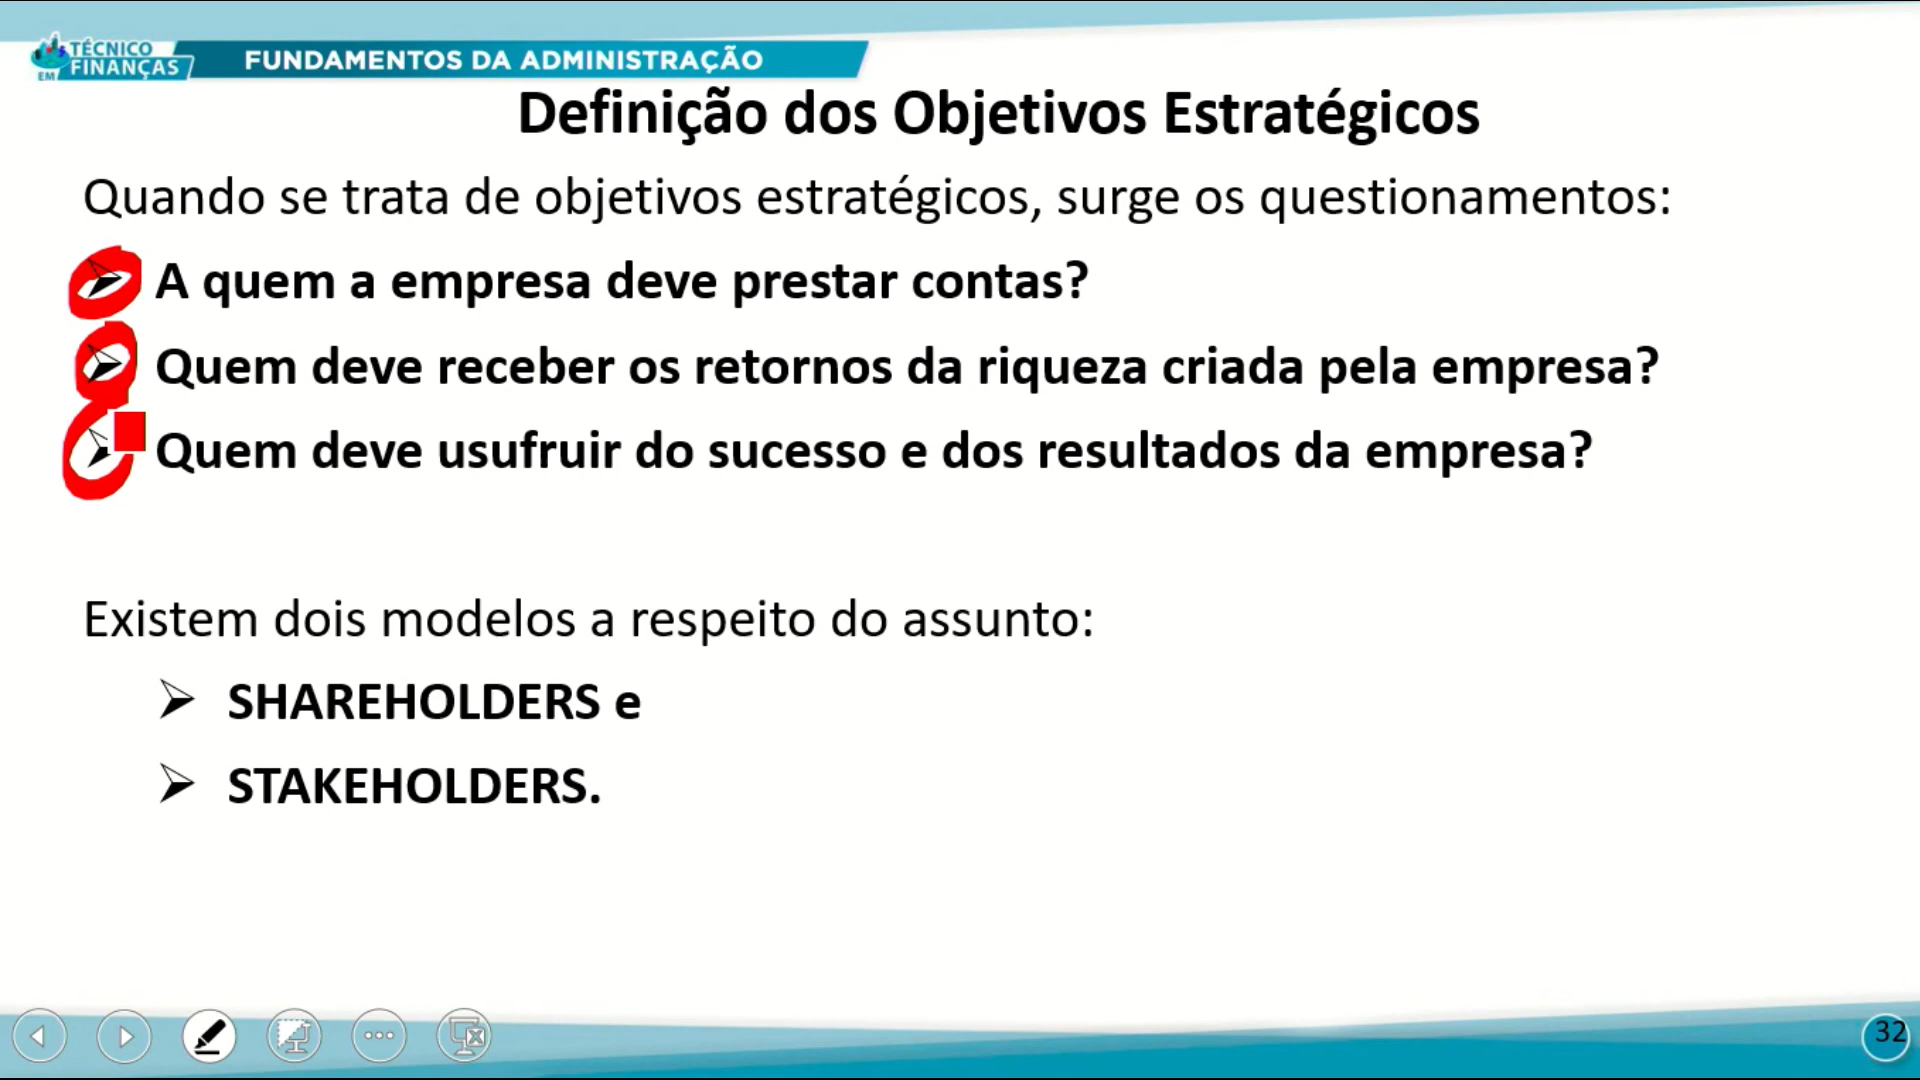 TÉCNICO
EM FINANÇAS
FUNDAMENTOS DA ADMINISTRAÇÃO
Definição dos Objetivos Estratégicos
Quando se trata de objetivos estratégicos, surge os questionamentos:
A quem a empresa deve prestar contas?
Quem deve receber os retornos da riqueza criada pela empresa?
Quem deve usufruir do sucesso e dos resultados da empresa?
Existem dois modelos a respeito do assunto:
SHAREHOLDERS e
STAKEHOLDERS.
32